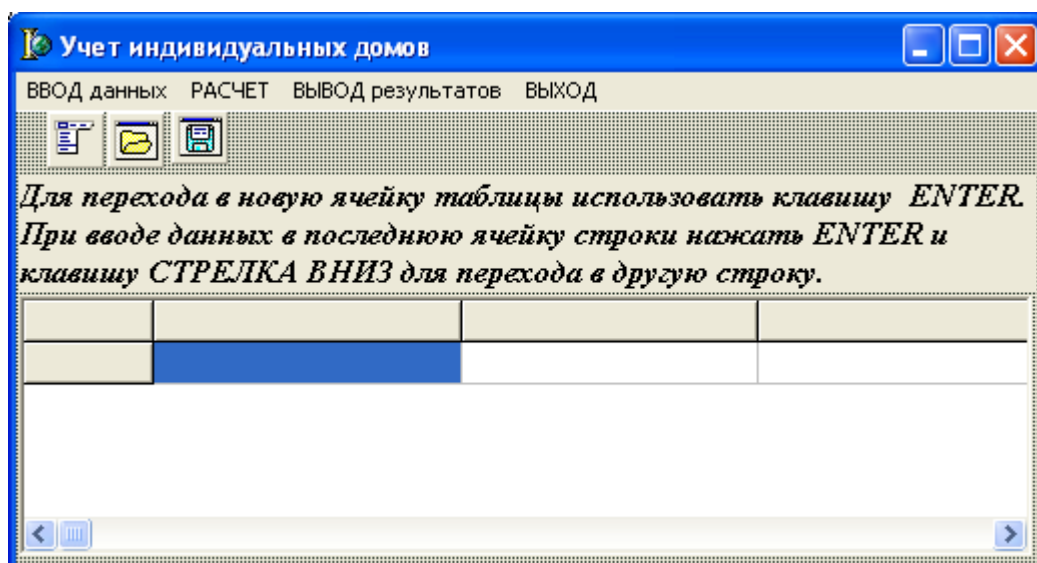 Учет индивидуальных домов
ВВОД данных РАСЧЕТ ВЫВОД результатов ВЫХОД
Для перехода в новую ячейку таблицы использовать клавишу ENTER.
При вводе данных в последнюю ячейку строки нажать ENTER и
клавишу СТРЕЛКА ВНИЗ для перехода в другую строку.